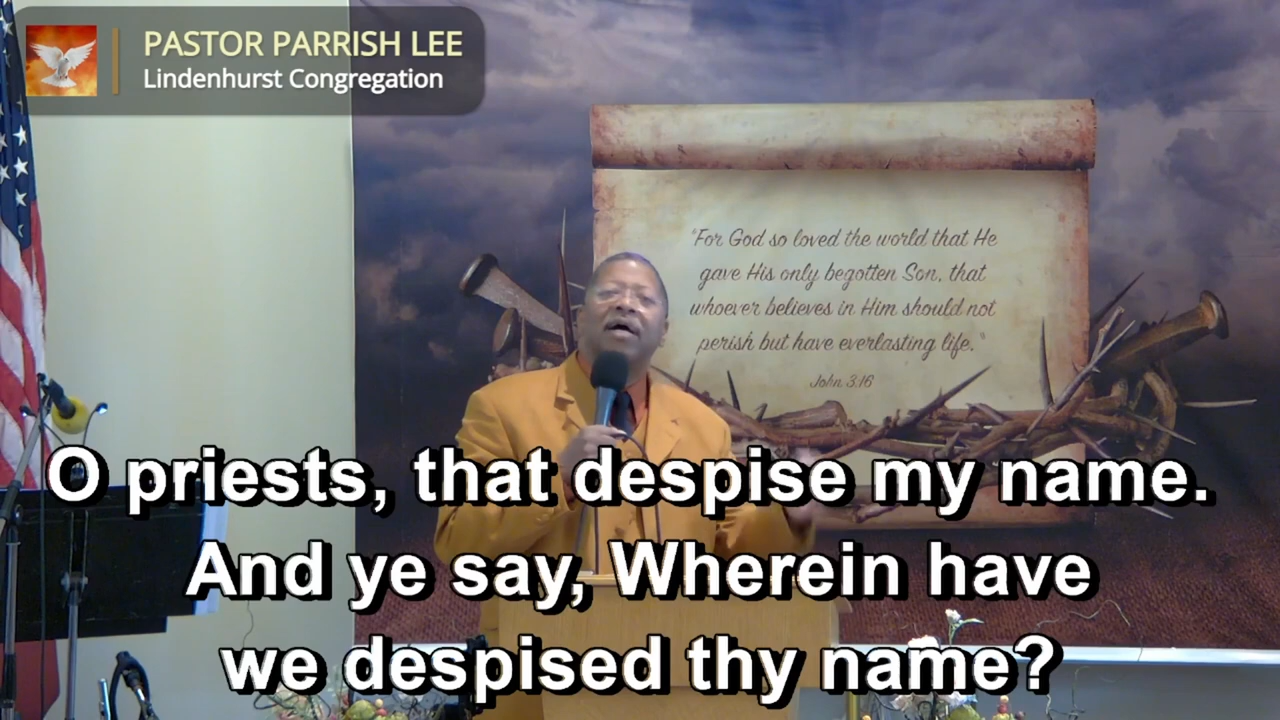 PASTOR PARRISH LEE
Lindenhurst Congregation
"For God so loved the world that He
gave His only begotten Son, that
whoever believes in Him should not
perish but have everlasting life."
John 3:16
O priests, that despise my name.
And ye say, Wherein have
we despised thy name?